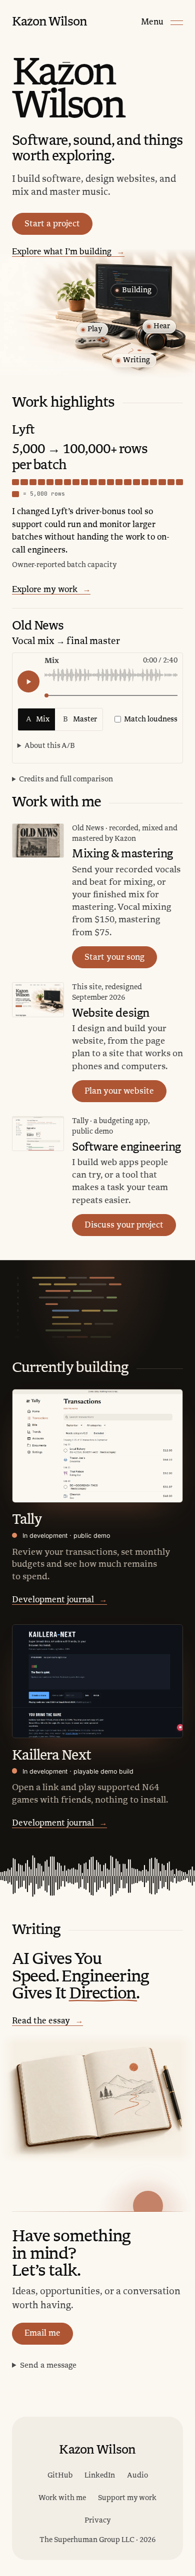 Kazon Wilson
Menu
Kazon
Wilson
Software, sound, and things
worth exploring.
I build software, design websites, and
mix and master music.
Start a project
Explore what I'm building →
Building
Play
Hear
Writing
Work highlights
Lyft
5,000 → 100,000+ rows
per batch
= 5,000 rows
I changed Lyft's driver-bonus tool so
support could run and monitor larger
batches without handing the work to on-
call engineers.
Owner-reported batch capacity
Explore my work →
Old News
Vocal mix → final master
Mix
0:00 / 2:40
A Mix
B Master
Match loudness
▶ About this A/B
▶ Credits and full comparison
Work with me
OLD NEWS
Old News · recorded, mixed and
mastered by Kazon
Mixing & mastering
Send your recorded vocals
and beat for mixing, or
your finished mix for
mastering. Vocal mixing
from $150, mastering
from $75.
Start your song
This site, redesigned
September 2026
Website design
I design and build your
website, from the page
plan to a site that works on
phones and computers.
Plan your website
Tally · a budgeting app,
public demo
Software engineering
I build web apps people
can try, or a tool that
makes a task your team
repeats easier.
Discuss your project
Currently building
Tally
Transactions
Tally
In development · public demo
Review your transactions, set monthly
budgets and see how much remains
to spend.
Development journal →
KAILLERA-NEXT
Kaillera Next
In development · playable demo build
Open a link and play supported N64
games with friends, nothing to install.
Development journal →
Writing
AI Gives You
Speed. Engineering
Gives It Direction.
Read the essay →
Have something
in mind?
Let's talk.
Ideas, opportunities, or a conversation
worth having.
Email me
▶ Send a message
Kazon Wilson
GitHub
LinkedIn
Audio
Work with me
Support my work
Privacy
The Superhuman Group LLC · 2026